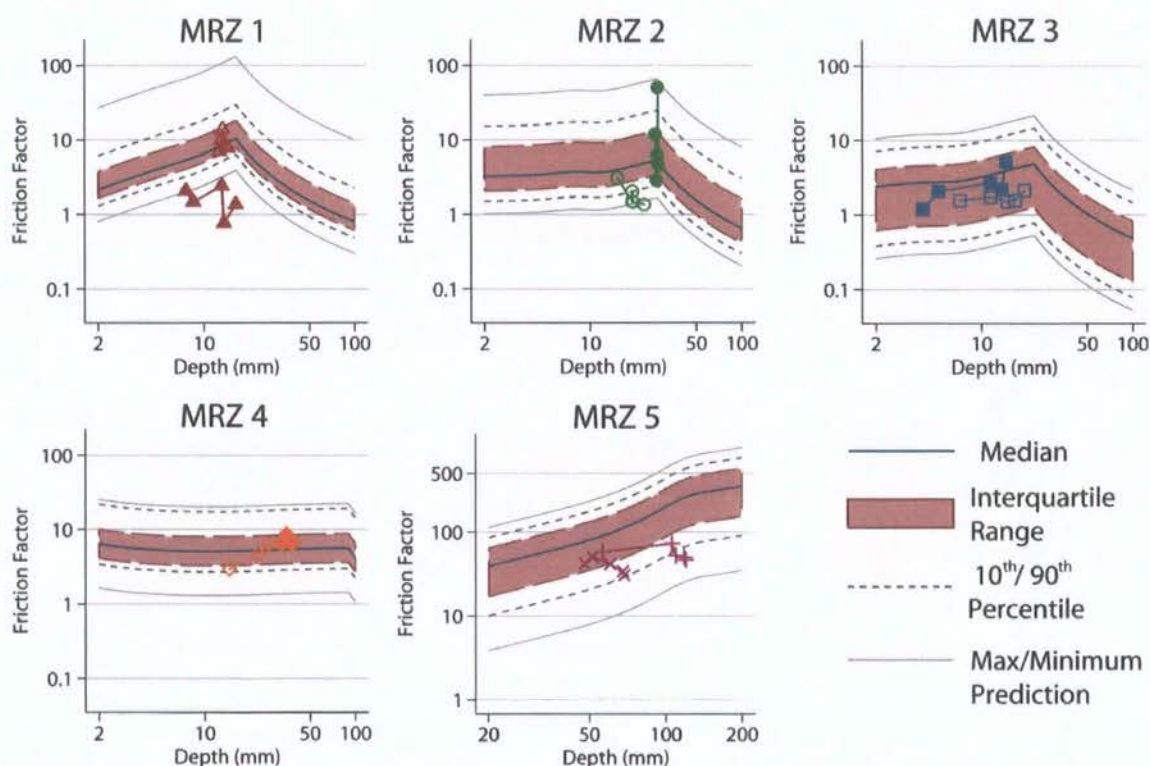 MRZ 1
Friction Factor
100
10
1
0.1
2
10
50
100
Depth (mm)
MRZ 2
Friction Factor
100
10
1
0.1
2
10
50
100
Depth (mm)
MRZ 3
Friction Factor
100
10
1
0.1
2
10
50
100
Depth (mm)
MRZ 4
Friction Factor
100
10
1
0.1
2
10
50
100
Depth (mm)
MRZ 5
Friction Factor
500
100
10
1
20
50
100
200
Depth (mm)
Median
Interquartile
Range
10th/ 90th
Percentile
Max/Minimum
Prediction